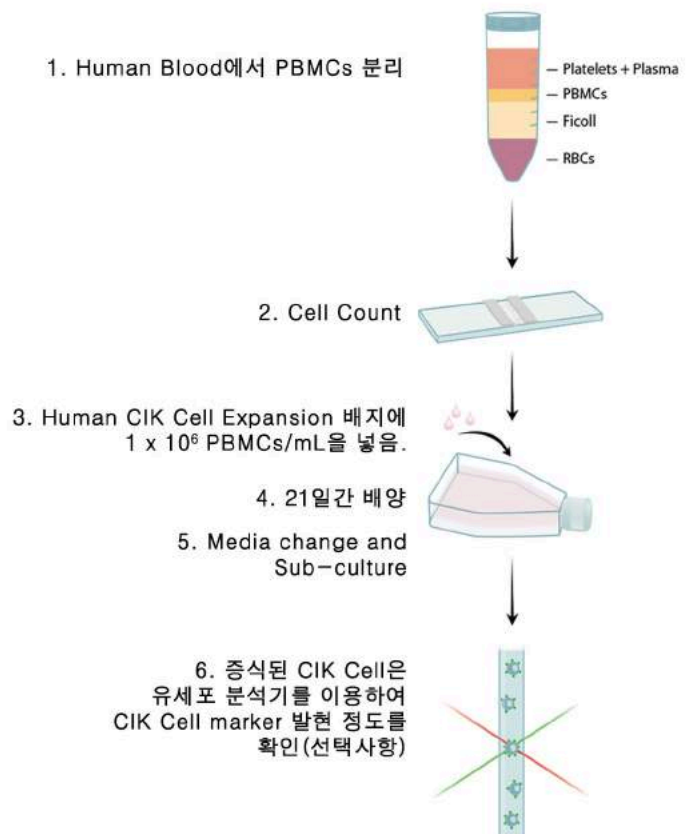 1. Human Blood에서 PBMCs 분리
Platelets + Plasma
PBMCs
Ficoll
RBCs
2. Cell Count
3. Human CIK Cell Expansion 배지에
1 x 10⁶ PBMCs/mL을 넣음.
4. 21일간 배양
5. Media change and
Sub-culture
6. 증식된 CIK Cell은
유세포 분석기를 이용하여
CIK Cell marker 발현 정도를
확인(선택사항)